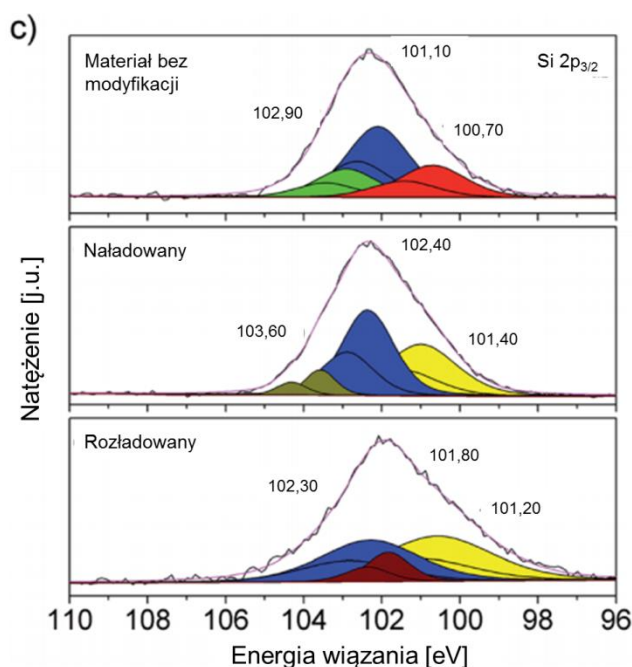 c)
Materiał bez
modyfikacji
101,10
Si 2p3/2
102,90
100,70
Naładowany
102,40
103,60
101,40
Rozładowany
101,80
102,30
101,20
Natężenie [j.u.]
110 108 106 104 102 100 98 96
Energia wiązania [eV]